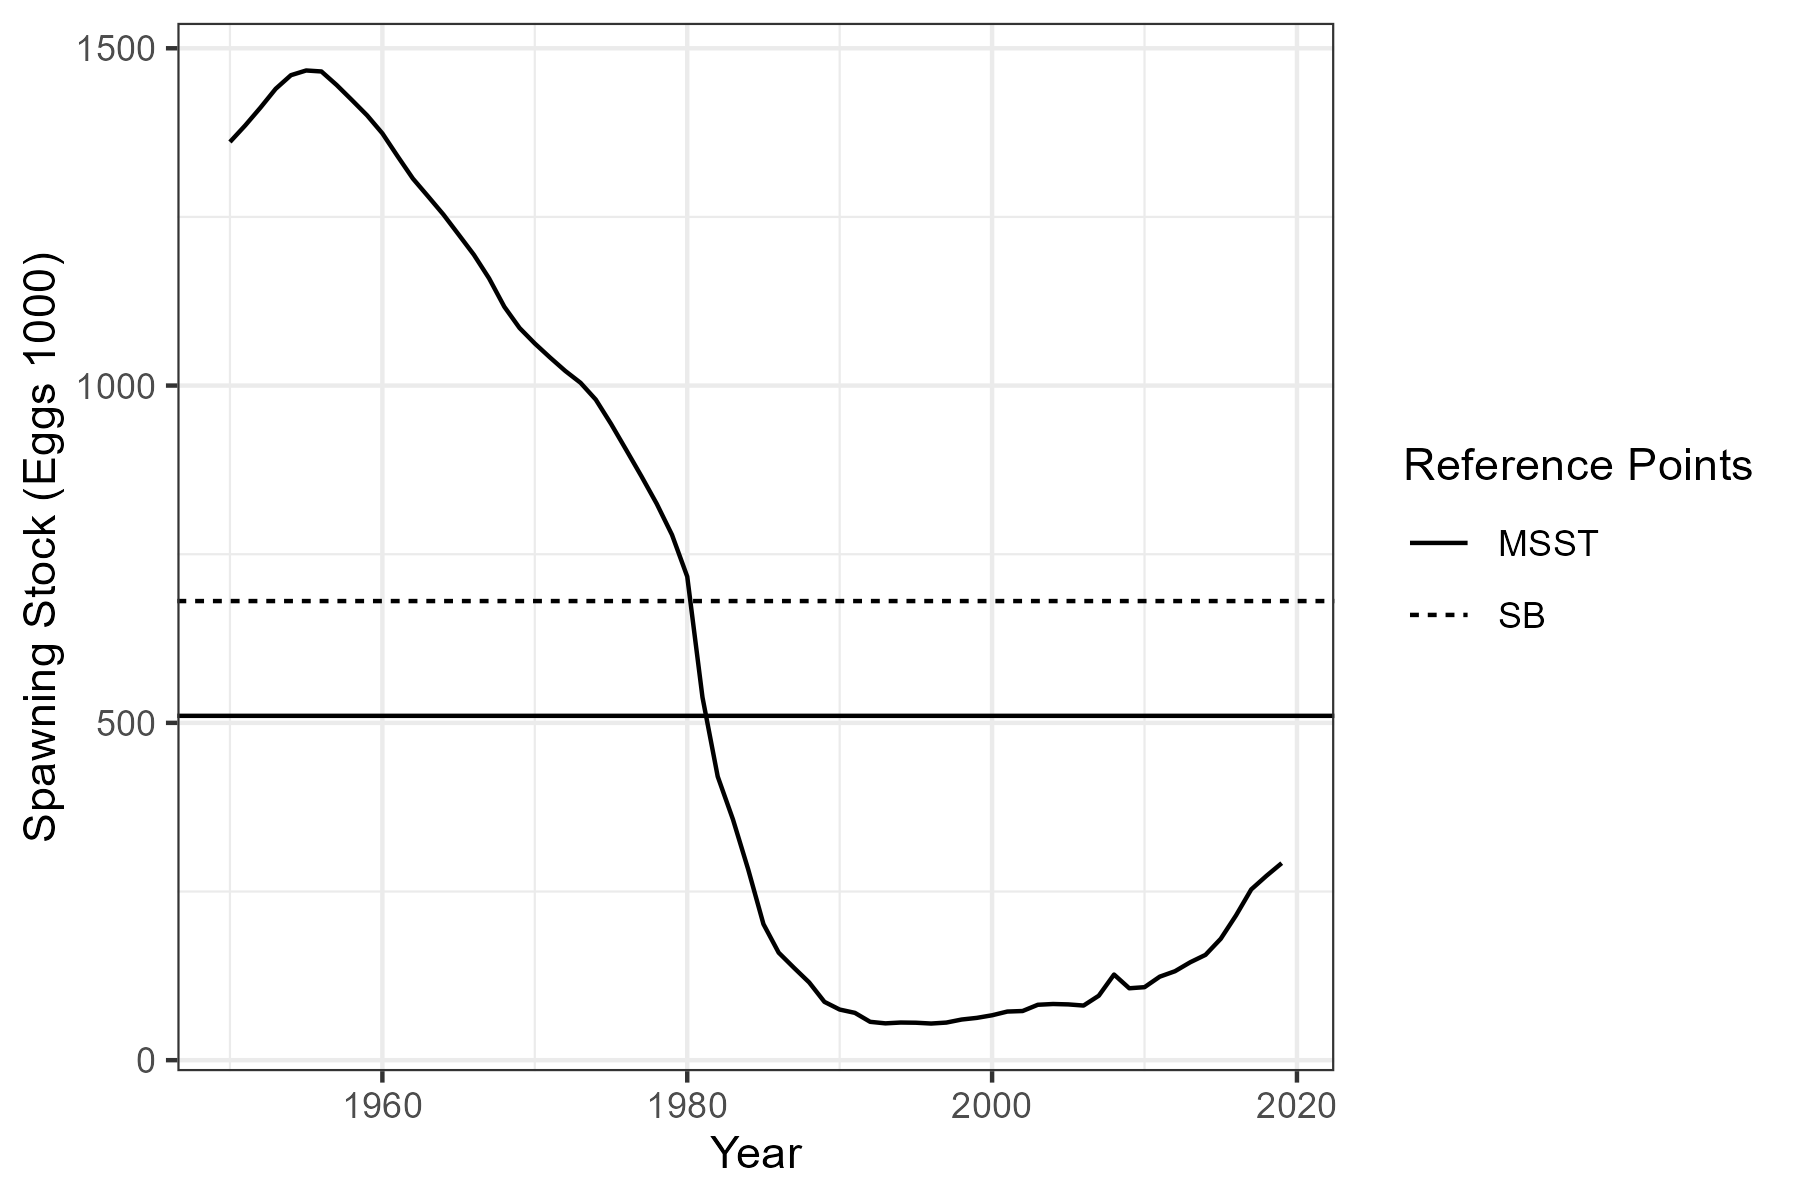 1500
1000
500
0
Spawning Stock (Eggs 1000)
1960 1980 2000 2020
Year
Reference Points
MSST
SB